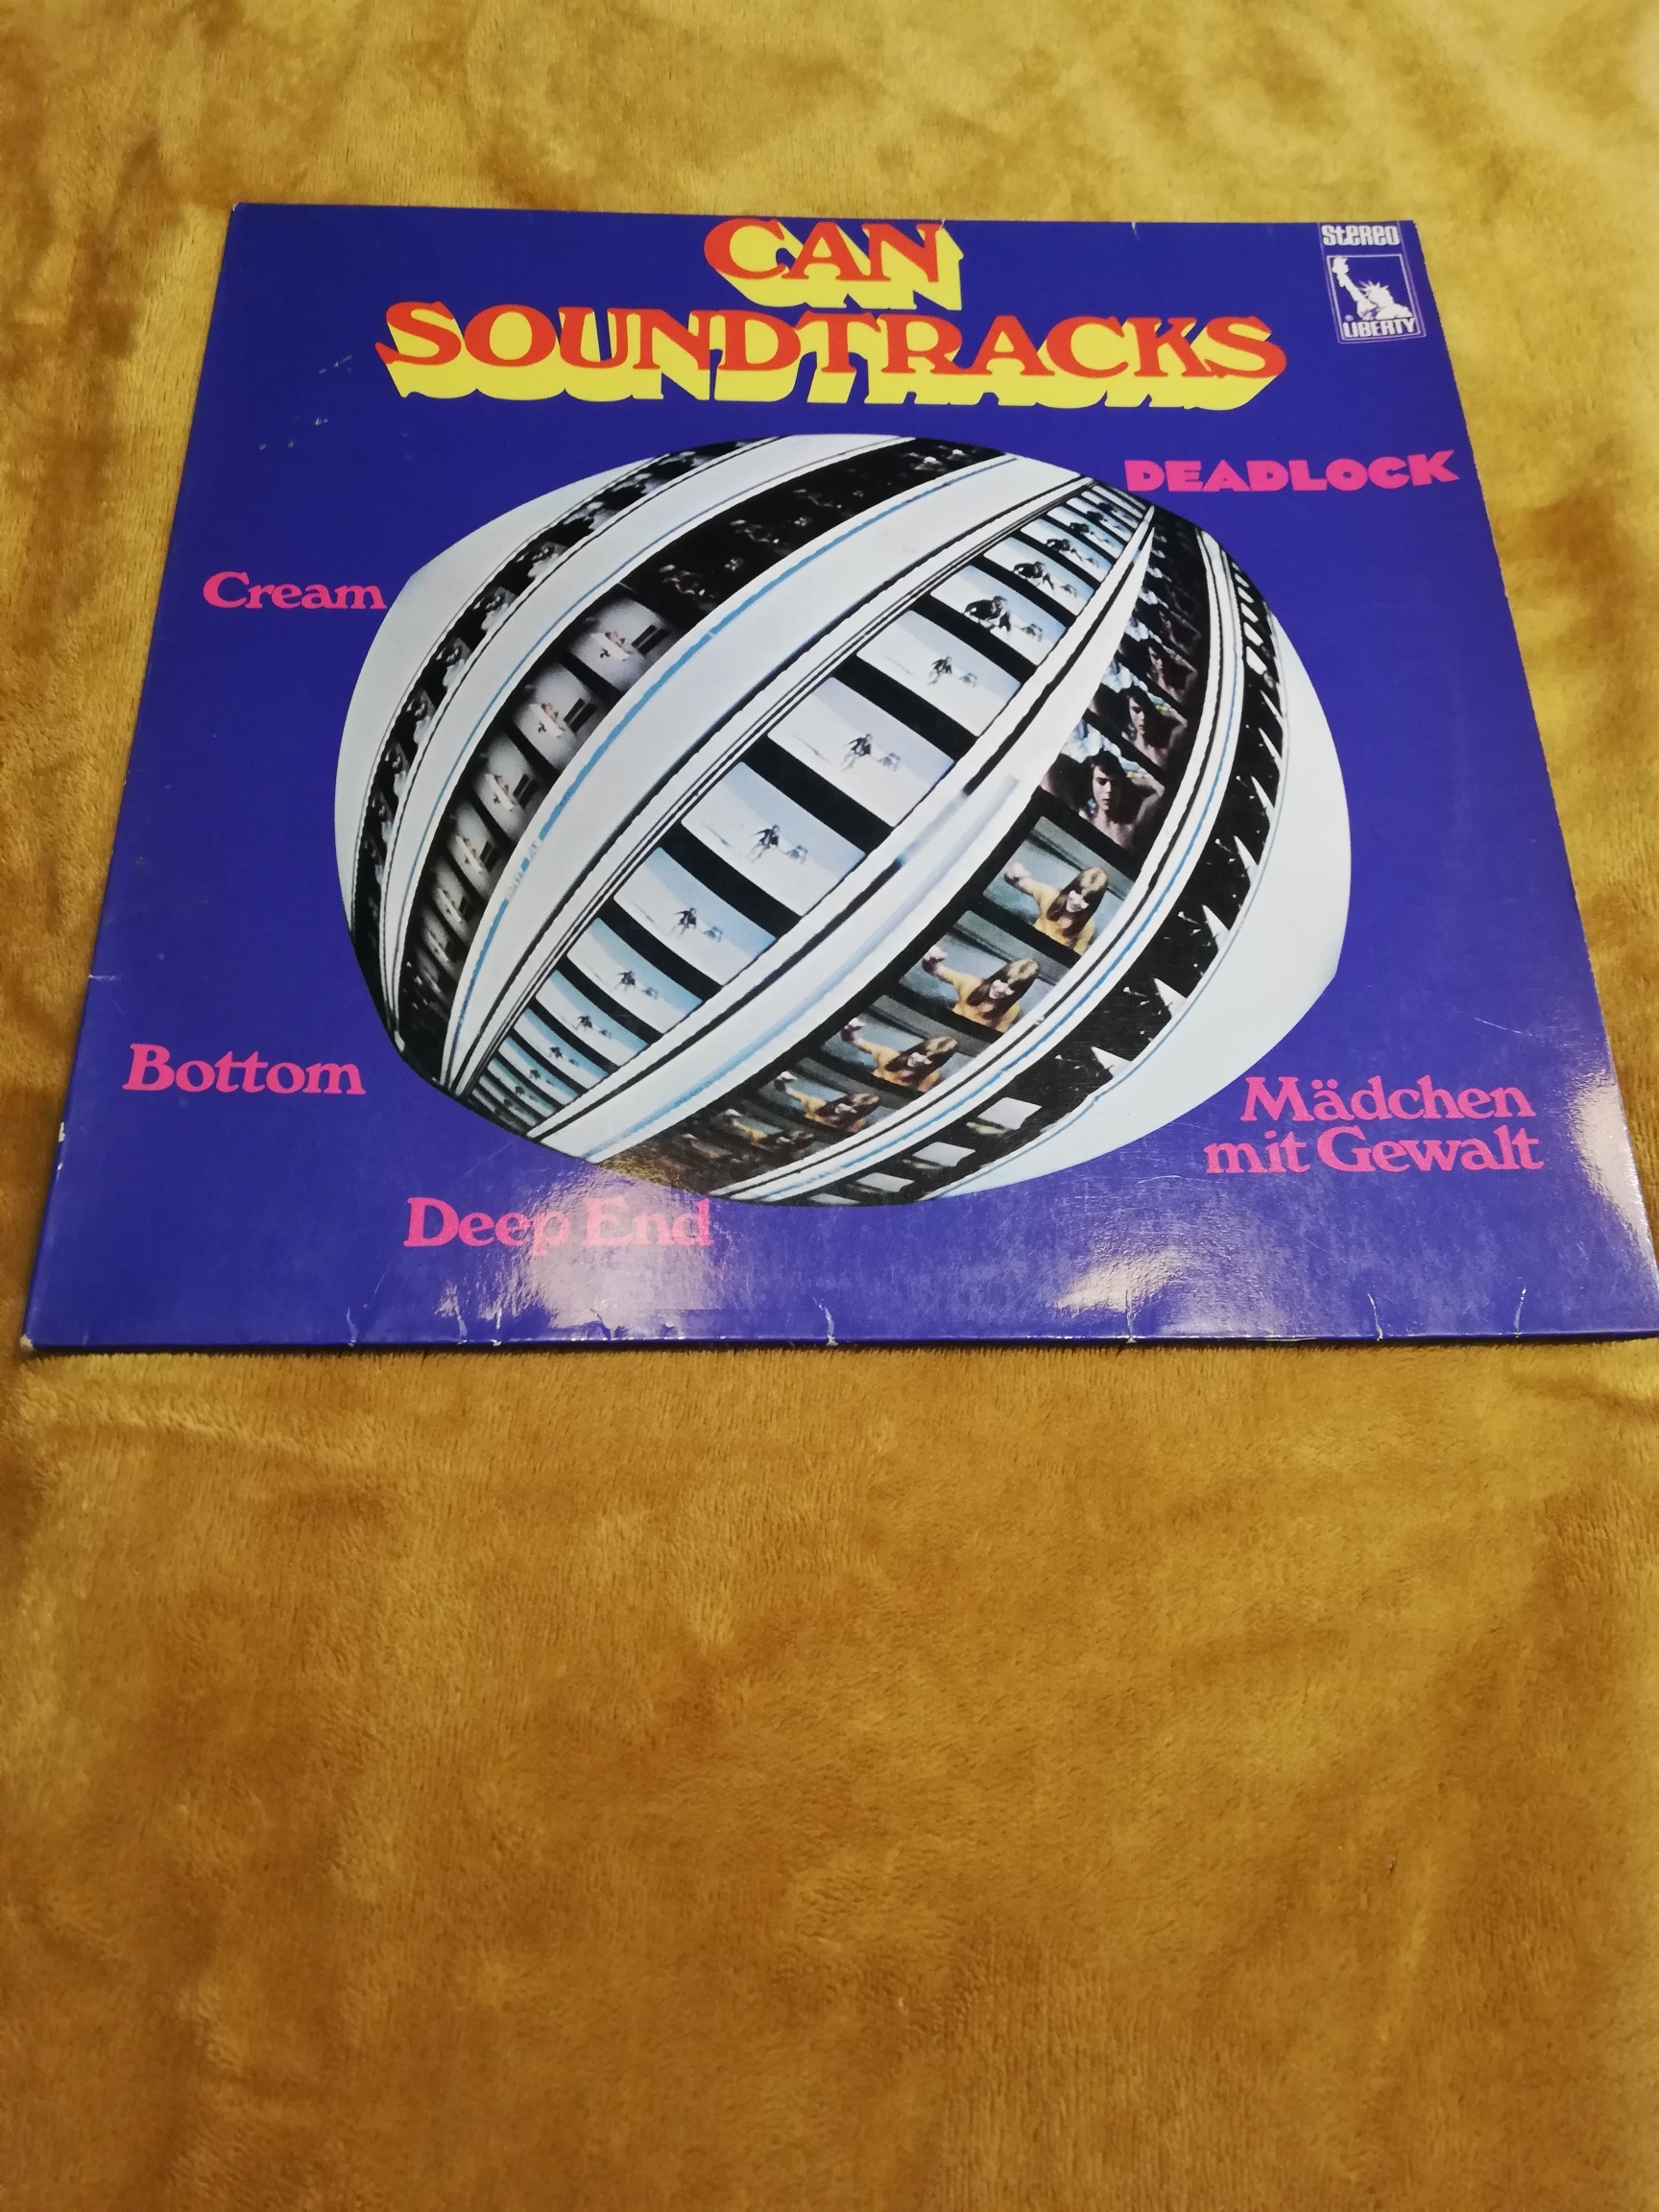 CAN
SOUNDTRACKS
Stereo
® LIBERTY
DEADLOCK
Cream
Bottom
Mädchen
mit Gewalt
Deep End